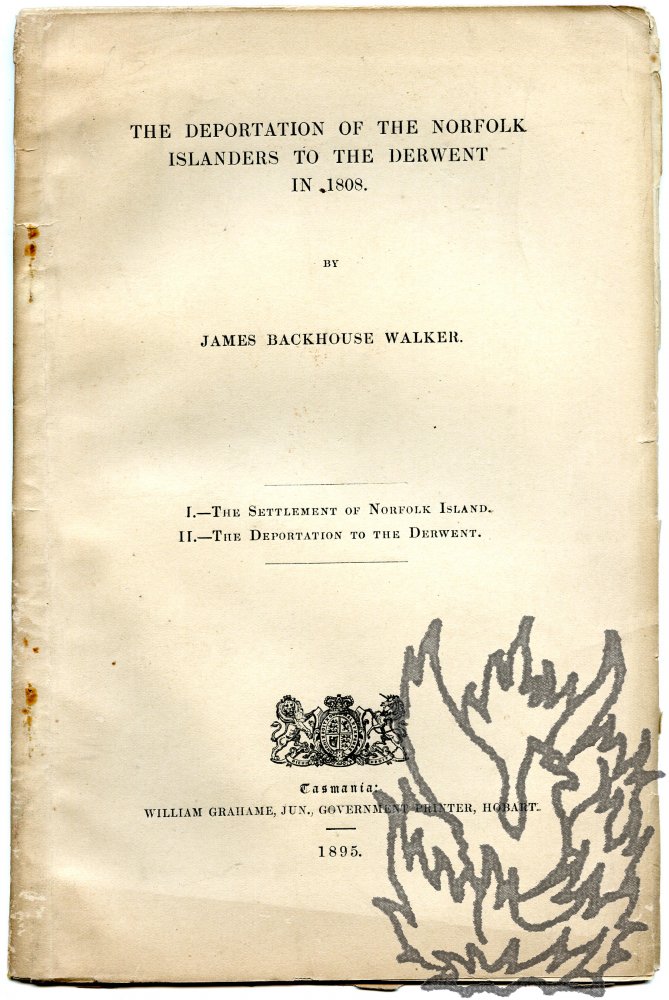 THE DEPORTATION OF THE NORFOLK
ISLANDERS TO THE DERWENT
IN 1808.
BY
JAMES BACKHOUSE WALKER.
I.—THE SETTLEMENT OF NORFOLK ISLAND.
II.—THE DEPORTATION TO THE DERWENT.
Tasmania:
WILLIAM GRAHAME, JUN., GOVERNMENT PRINTER, HOBART.
1895.